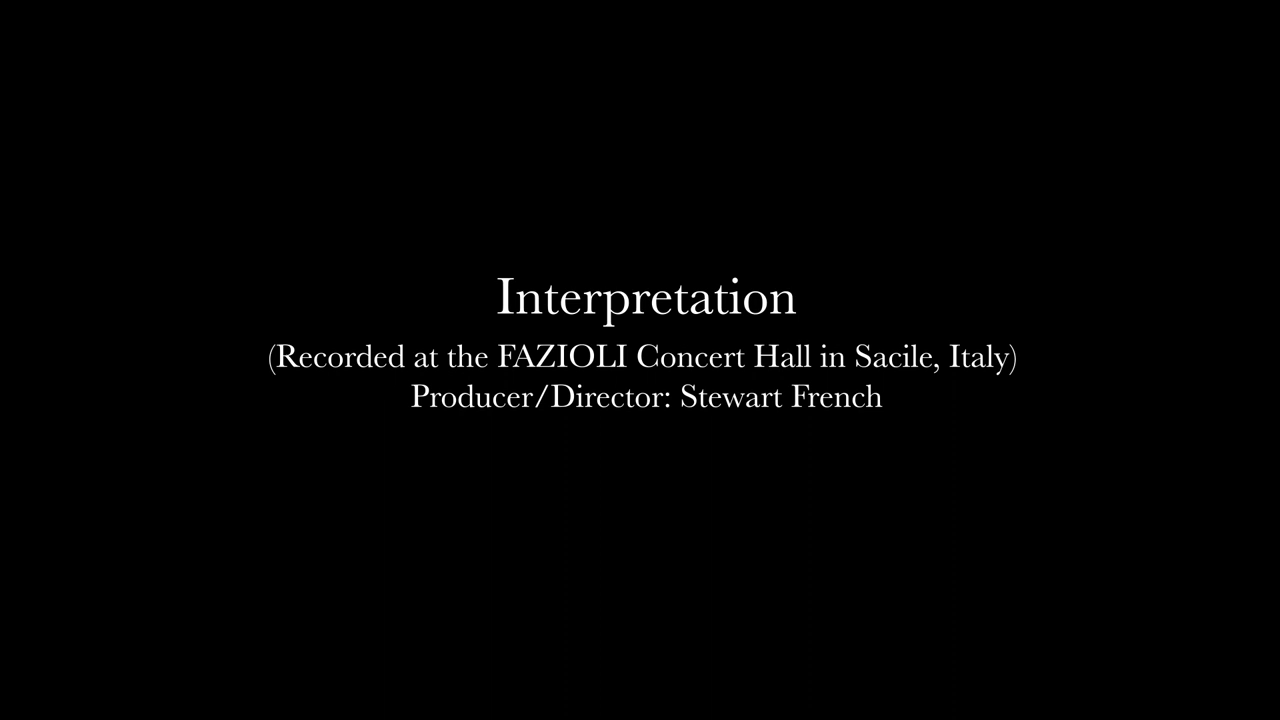 Interpretation
(Recorded at the FAZIOLI Concert Hall in Sacile, Italy)
Producer/Director: Stewart French